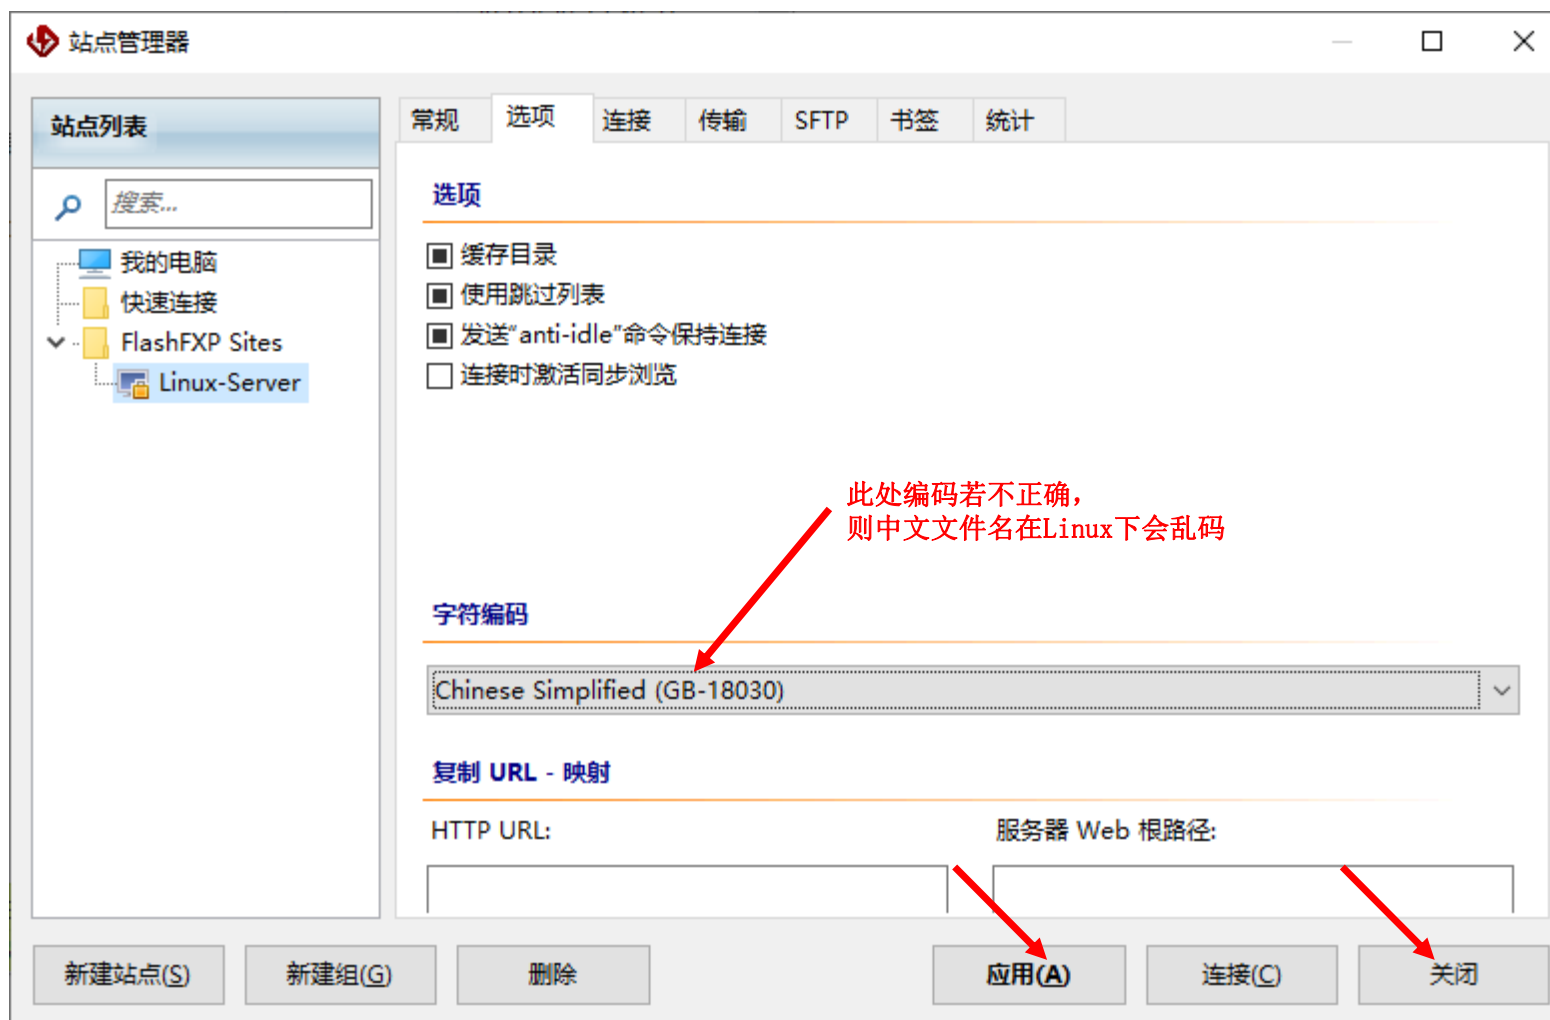 站点管理器
站点列表
搜索...
我的电脑
快速连接
FlashFXP Sites
Linux-Server
常规 选项 连接 传输 SFTP 书签 统计
选项
缓存目录
使用跳过列表
发送“anti-idle”命令保持连接
连接时激活同步浏览
此处编码若不正确，
则中文文件名在Linux下会乱码
字符编码
Chinese Simplified (GB-18030)
复制 URL - 映射
HTTP URL: 服务器 Web 根路径:
新建站点(S) 新建组(G) 删除 应用(A) 连接(C) 关闭